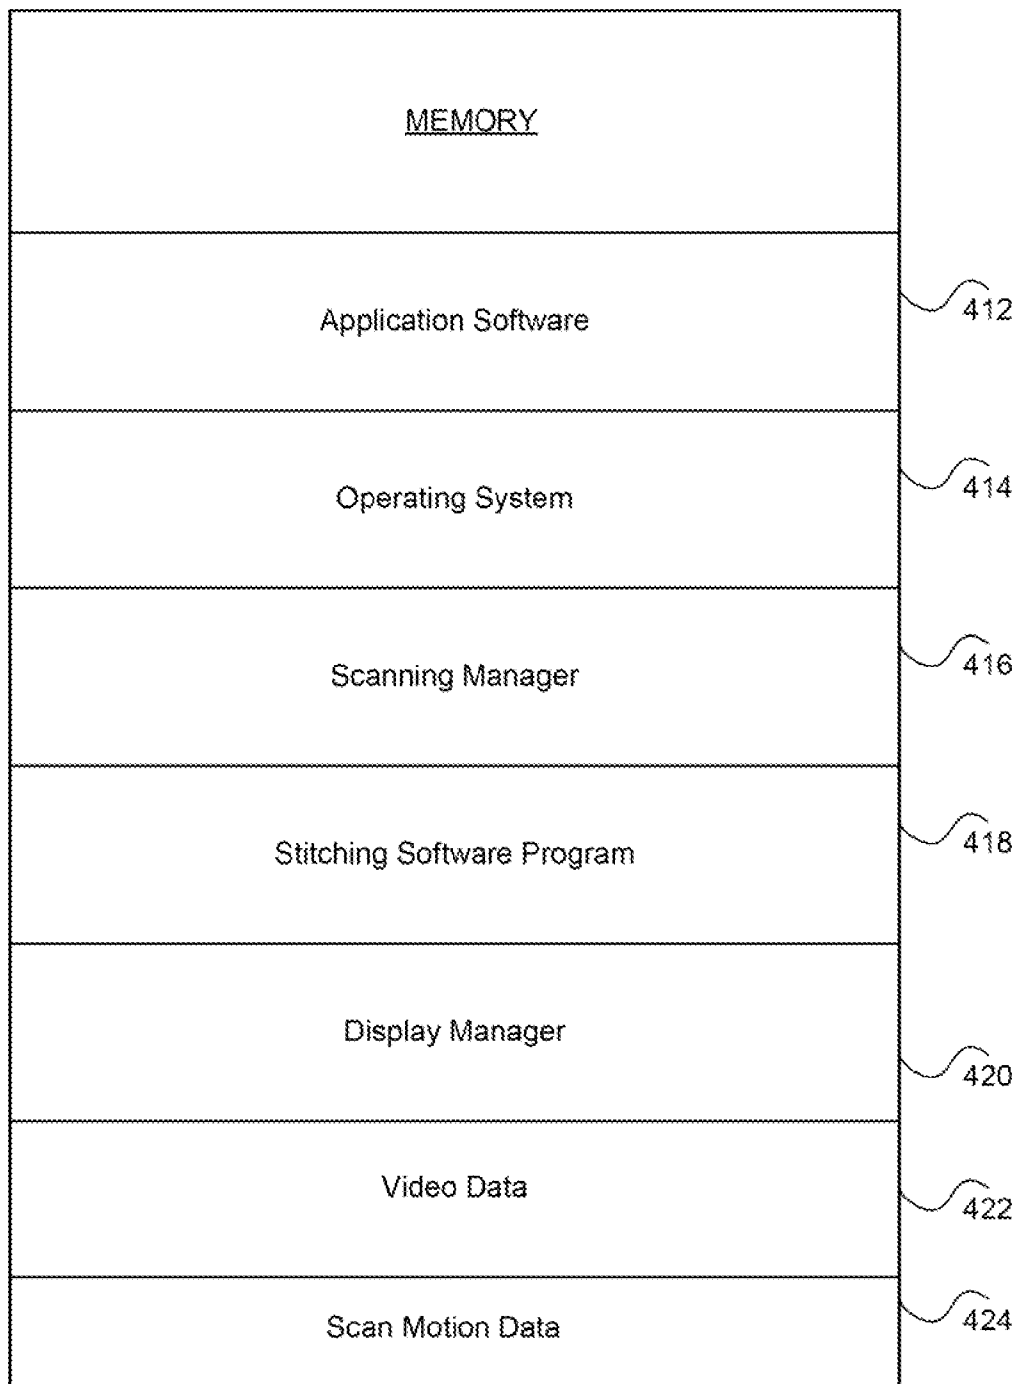 MEMORY
Application Software
412
Operating System
414
Scanning Manager
416
Stitching Software Program
418
Display Manager
420
Video Data
422
Scan Motion Data
424